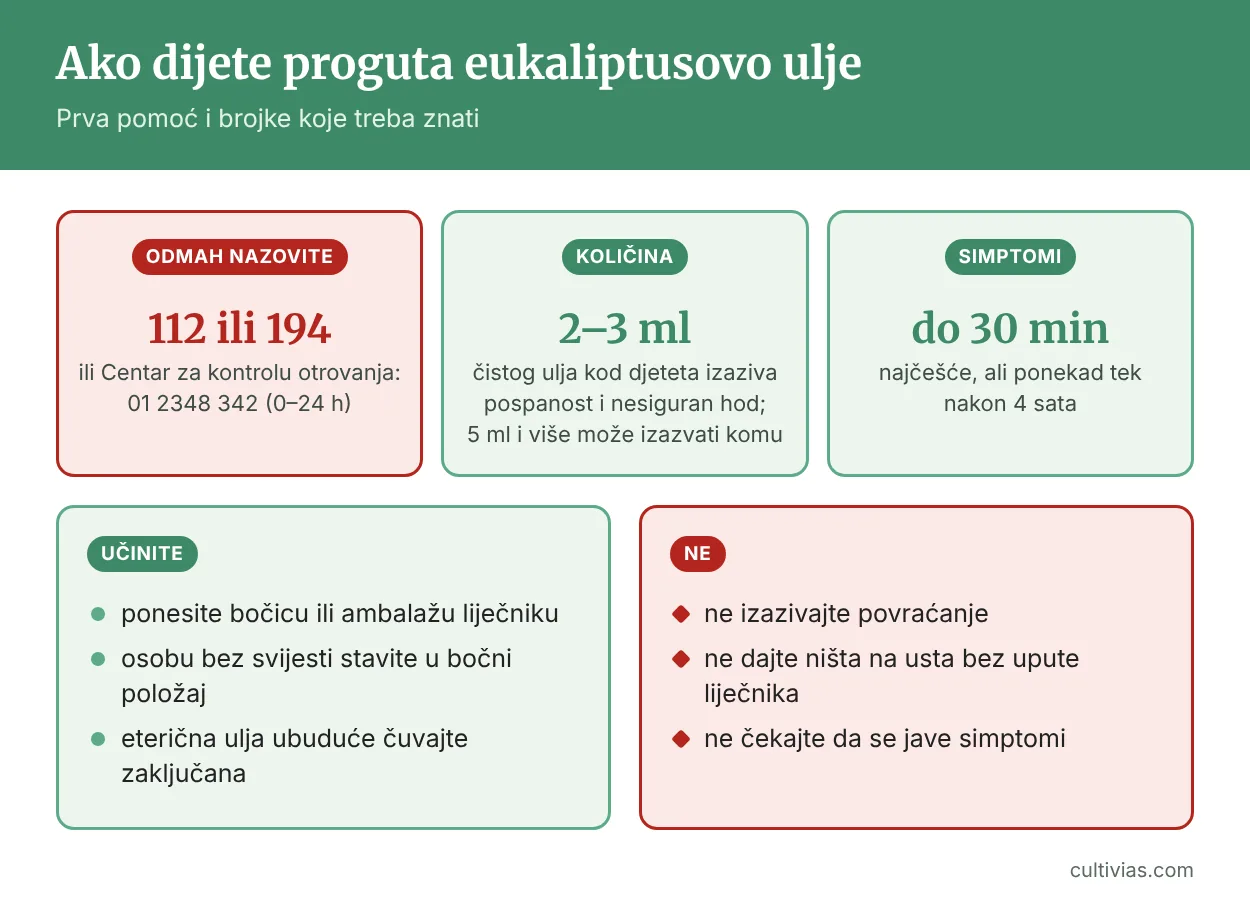 Ako dijete proguta eukaliptusovo ulje
Prva pomoć i brojke koje treba znati
ODMAH NAZOVITE
112 ili 194
ili Centar za kontrolu otrovanja:
01 2348 342 (0–24 h)
KOLIČINA
2–3 ml
čistog ulja kod djeteta izaziva
pospanost i nesiguran hod;
5 ml i više može izazvati komu
SIMPTOMI
do 30 min
najčešće, ali ponekad tek
nakon 4 sata
UČINITE
ponesite bočicu ili ambalažu liječniku
osobu bez svijesti stavite u bočni
položaj
eterična ulja ubuduće čuvajte
zaključana
NE
ne izazivajte povraćanje
ne dajte ništa na usta bez upute
liječnika
ne čekajte da se jave simptomi
cultivias.com